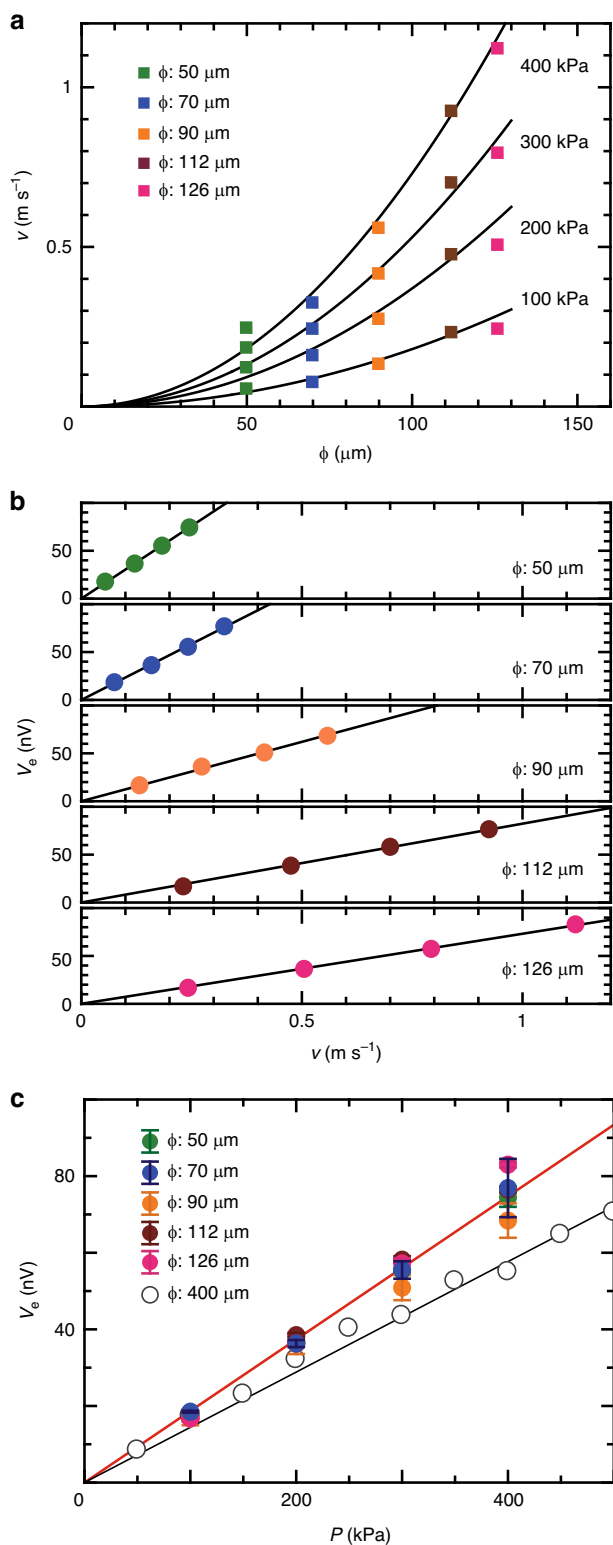 a
1
0.5
0
v (m s⁻¹)
ϕ: 50 μm
ϕ: 70 μm
ϕ: 90 μm
ϕ: 112 μm
ϕ: 126 μm
400 kPa
300 kPa
200 kPa
100 kPa
0 50 100 150
ϕ (μm)
b
50
0
ϕ: 50 μm
50
0
ϕ: 70 μm
50
0
ϕ: 90 μm
50
0
ϕ: 112 μm
50
0
ϕ: 126 μm
Vₑ (nV)
0 0.5 1
v (m s⁻¹)
c
ϕ: 50 μm
ϕ: 70 μm
ϕ: 90 μm
ϕ: 112 μm
ϕ: 126 μm
ϕ: 400 μm
80
40
Vₑ (nV)
0 200 400
P (kPa)